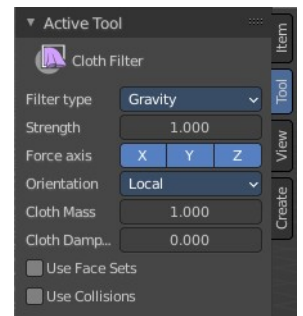 Active Tool
Cloth Filter
Filter type Gravity
Strength 1.000
Force axis X Y Z
Orientation Local
Cloth Mass 1.000
Cloth Damp... 0.000
Use Face Sets
Use Collisions
Item
Tool
View
Create